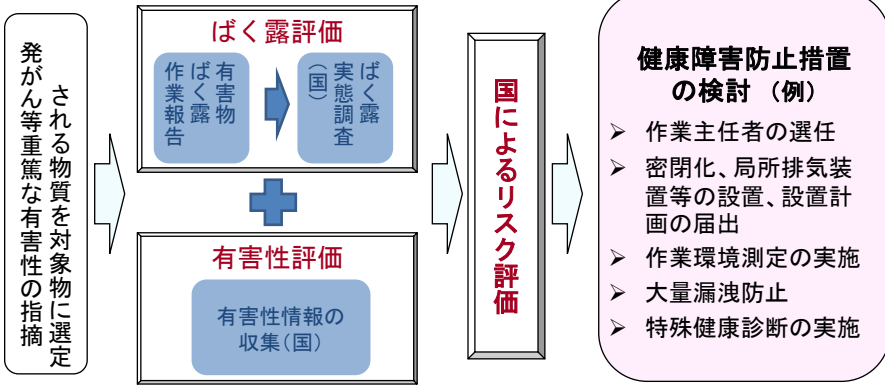 発がん等重篤な有害性の指摘
される物質を対象物に選定
ばく露評価
有害物
ばく露
作業報告
ばく露
実態調査
(国)
有害性評価
有害性情報の
収集(国)
国によるリスク評価
健康障害防止措置
の検討 (例)
➢ 作業主任者の選任
➢ 密閉化、局所排気装
置等の設置、設置計
画の届出
➢ 作業環境測定の実施
➢ 大量漏洩防止
➢ 特殊健康診断の実施